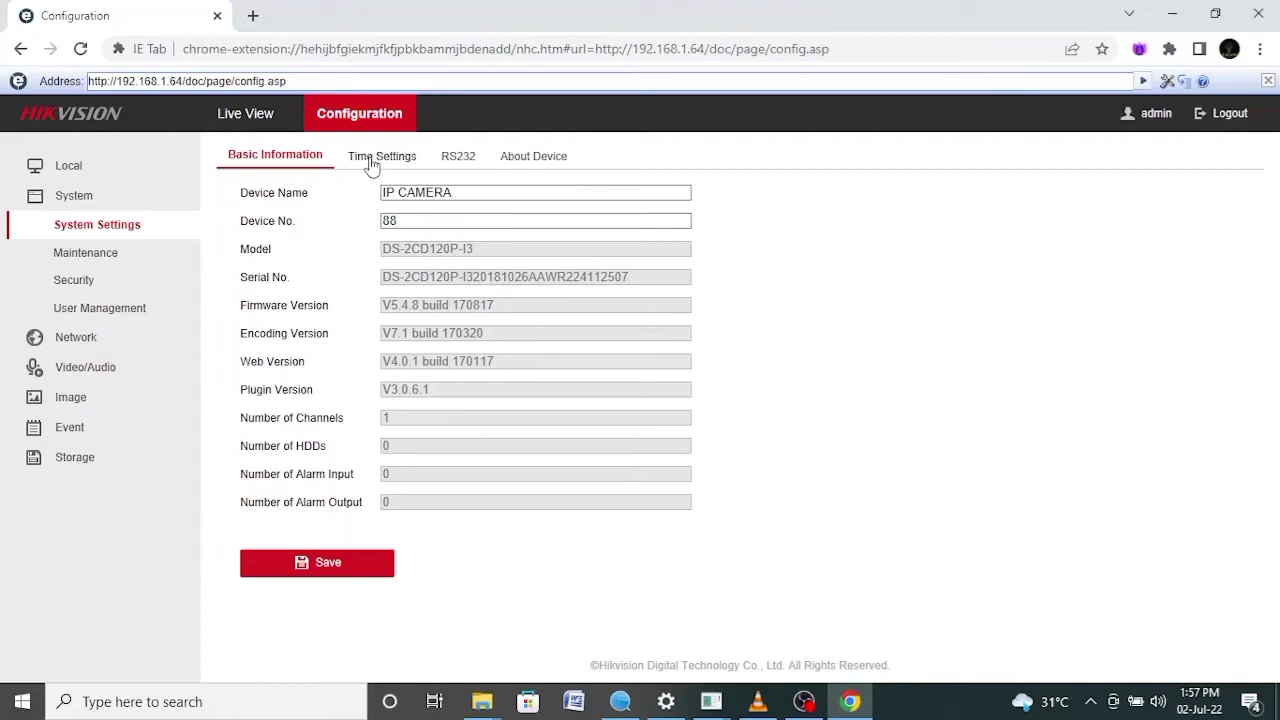 Configuration
IE Tab
chrome-extension://hehijbfgiekmjfkfjpbkbammjbdenadd/nhc.htm#url=http://192.168.1.64/doc/page/config.asp
Address: http://192.168.1.64/doc/page/config.asp
HIKVISION
Live View
Configuration
admin
Logout
Local
System
System Settings
Maintenance
Security
User Management
Network
Video/Audio
Image
Event
Storage
Basic Information
Time Settings
RS232
About Device
Device Name IP CAMERA
Device No. 88
Model DS-2CD120P-I3
Serial No. DS-2CD120P-I320181026AAWR224112507
Firmware Version V5.4.8 build 170817
Encoding Version V7.1 build 170320
Web Version V4.0.1 build 170117
Plugin Version V3.0.6.1
Number of Channels 1
Number of HDDs 0
Number of Alarm Input 0
Number of Alarm Output 0
Save
©Hikvision Digital Technology Co., Ltd. All Rights Reserved.
Type here to search
31°C
1:57 PM
02-Jul-22
4